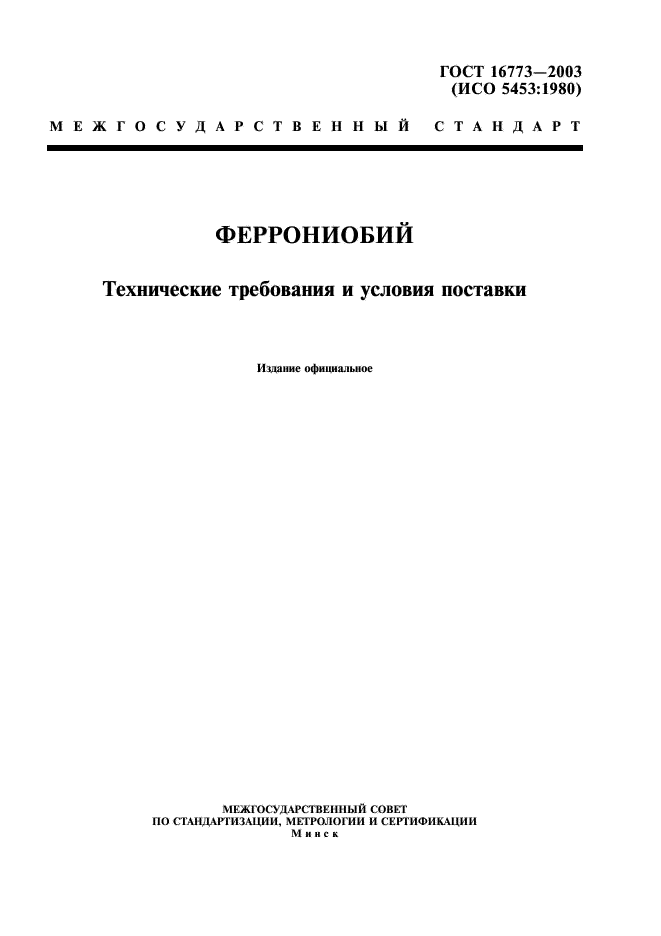 ГОСТ 16773—2003
(ИСО 5453:1980)
МЕЖГОСУДАРСТВЕННЫЙ СТАНДАРТ
ФЕРРОНИОБИЙ
Технические требования и условия поставки
Издание официальное
МЕЖГОСУДАРСТВЕННЫЙ СОВЕТ
ПО СТАНДАРТИЗАЦИИ, МЕТРОЛОГИИ И СЕРТИФИКАЦИИ
Минск